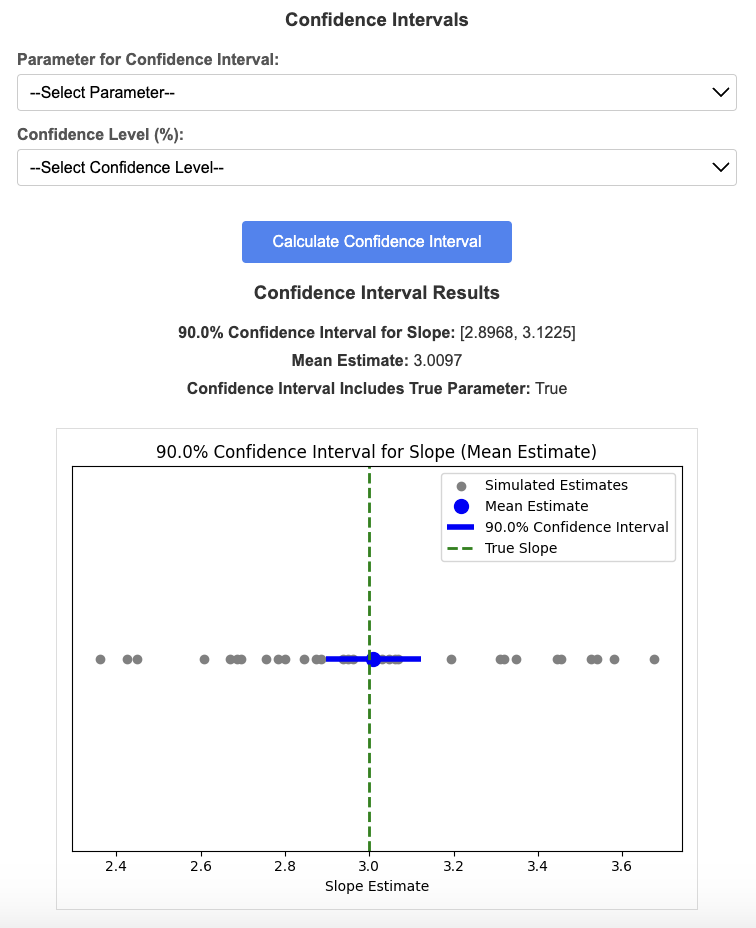 Confidence Intervals
Parameter for Confidence Interval:
--Select Parameter--
Confidence Level (%):
--Select Confidence Level--
Calculate Confidence Interval
Confidence Interval Results
90.0% Confidence Interval for Slope: [2.8968, 3.1225]
Mean Estimate: 3.0097
Confidence Interval Includes True Parameter: True
90.0% Confidence Interval for Slope (Mean Estimate)
Simulated Estimates
Mean Estimate
90.0% Confidence Interval
True Slope
2.4 2.6 2.8 3.0 3.2 3.4 3.6
Slope Estimate